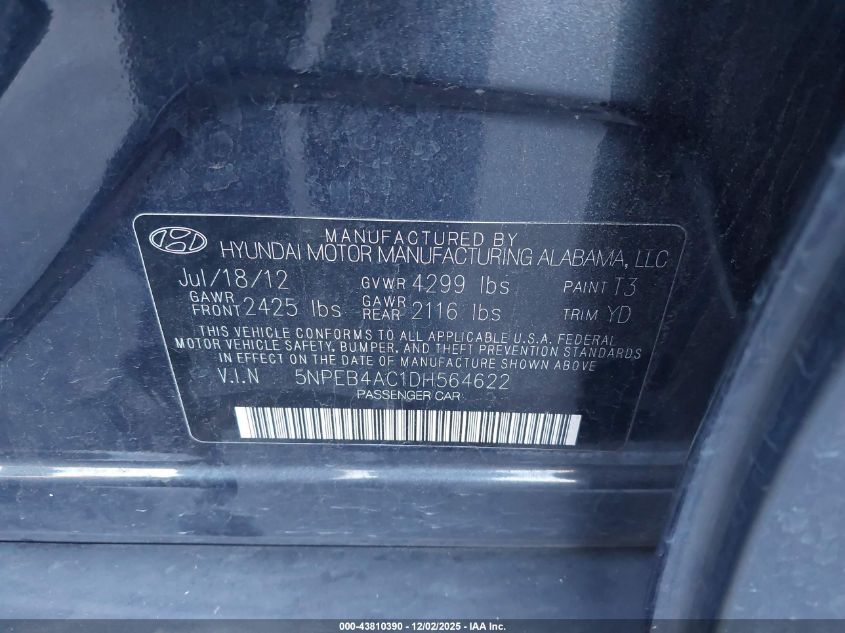 MANUFACTURED BY
HYUNDAI MOTOR MANUFACTURING ALABAMA, LLC
Jul/18/12 GVWR 4299 lbs PAINT T3
GAWR FRONT 2425 lbs GAWR REAR 2116 lbs TRIM YD
THIS VEHICLE CONFORMS TO ALL APPLICABLE U.S.A. FEDERAL
MOTOR VEHICLE SAFETY, BUMPER, AND THEFT PREVENTION STANDARDS
IN EFFECT ON THE DATE OF MANUFACTURE SHOWN ABOVE
V.I.N 5NPEB4AC1DH564622
PASSENGER CAR
000-43810390 - 12/02/2025 - IAA Inc.